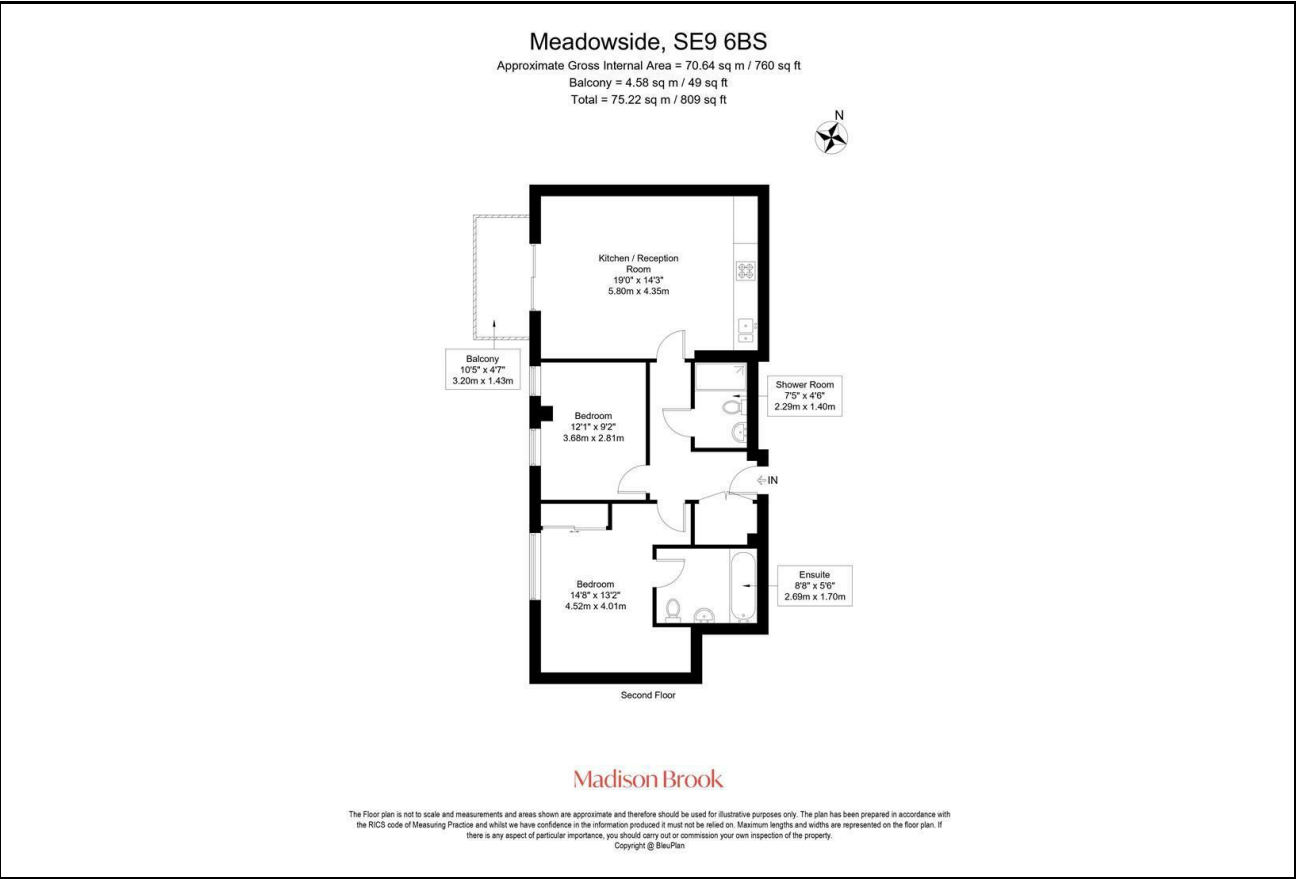 Meadowside, SE9 6BS
Approximate Gross Internal Area = 70.64 sq m / 760 sq ft
Balcony = 4.58 sq m / 49 sq ft
Total = 75.22 sq m / 809 sq ft
N
Kitchen / Reception
Room
19'0" x 14'3"
5.80m x 4.35m
Balcony
10'5" x 4'7"
3.20m x 1.43m
Shower Room
7'5" x 4'6"
2.29m x 1.40m
Bedroom
12'1" x 9'2"
3.68m x 2.81m
IN
Bedroom
14'8" x 13'2"
4.52m x 4.01m
Ensuite
8'8" x 5'6"
2.69m x 1.70m
Second Floor
Madison Brook
The Floor plan is not to scale and measurements and areas shown are approximate and therefore should be used for illustrative purposes only. The plan has been prepared in accordance with
the RICS code of Measuring Practice and whilst we have confidence in the information produced it must not be relied on. Maximum lengths and widths are represented on the floor plan. If
there is any aspect of particular importance, you should carry out or commission your own inspection of the property.
Copyright @ BleuPlan